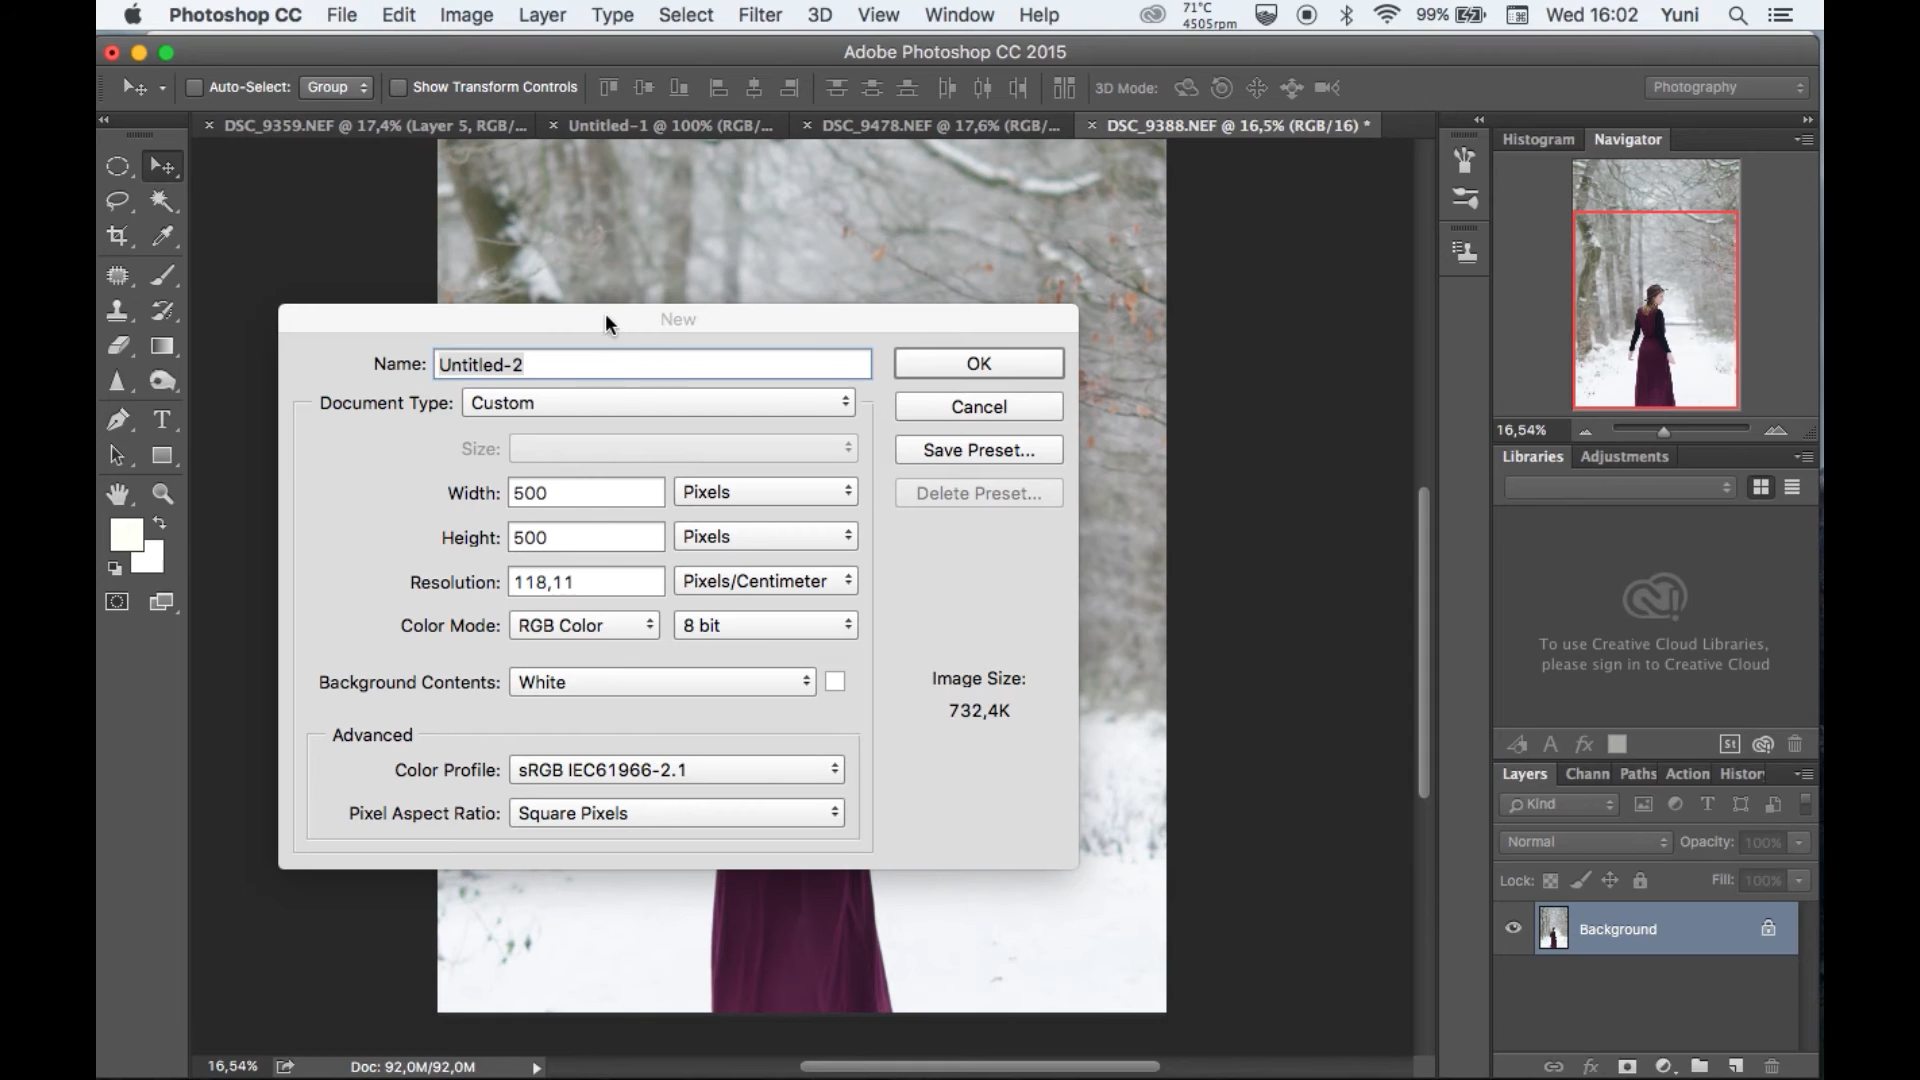 Photoshop CC File Edit Image Layer Type Select Filter 3D View Window Help 71°C 4505rpm 99% Wed 16:02 Yuni
Adobe Photoshop CC 2015
Auto-Select: Group Show Transform Controls 3D Mode: Photography
DSC_9359.NEF @ 17,4% (Layer 5, RGB/... Untitled-1 @ 100% (RGB/... DSC_9478.NEF @ 17,6% (RGB/... DSC_9388.NEF @ 16,5% (RGB/16) *
Histogram Navigator
New
Name: Untitled-2 OK
Document Type: Custom Cancel
Size: Save Preset...
Width: 500 Pixels Delete Preset...
Height: 500 Pixels
Resolution: 118,11 Pixels/Centimeter
Color Mode: RGB Color 8 bit
Background Contents: White
Image Size:
732,4K
Advanced
Color Profile: sRGB IEC61966-2.1
Pixel Aspect Ratio: Square Pixels
16,54%
Libraries Adjustments
To use Creative Cloud Libraries,
please sign in to Creative Cloud
A fx St
Layers Chann Paths Action Histor
Kind T
Normal Opacity: 100%
Lock: Fill: 100%
Background
fx
16,54% Doc: 92,0M/92,0M